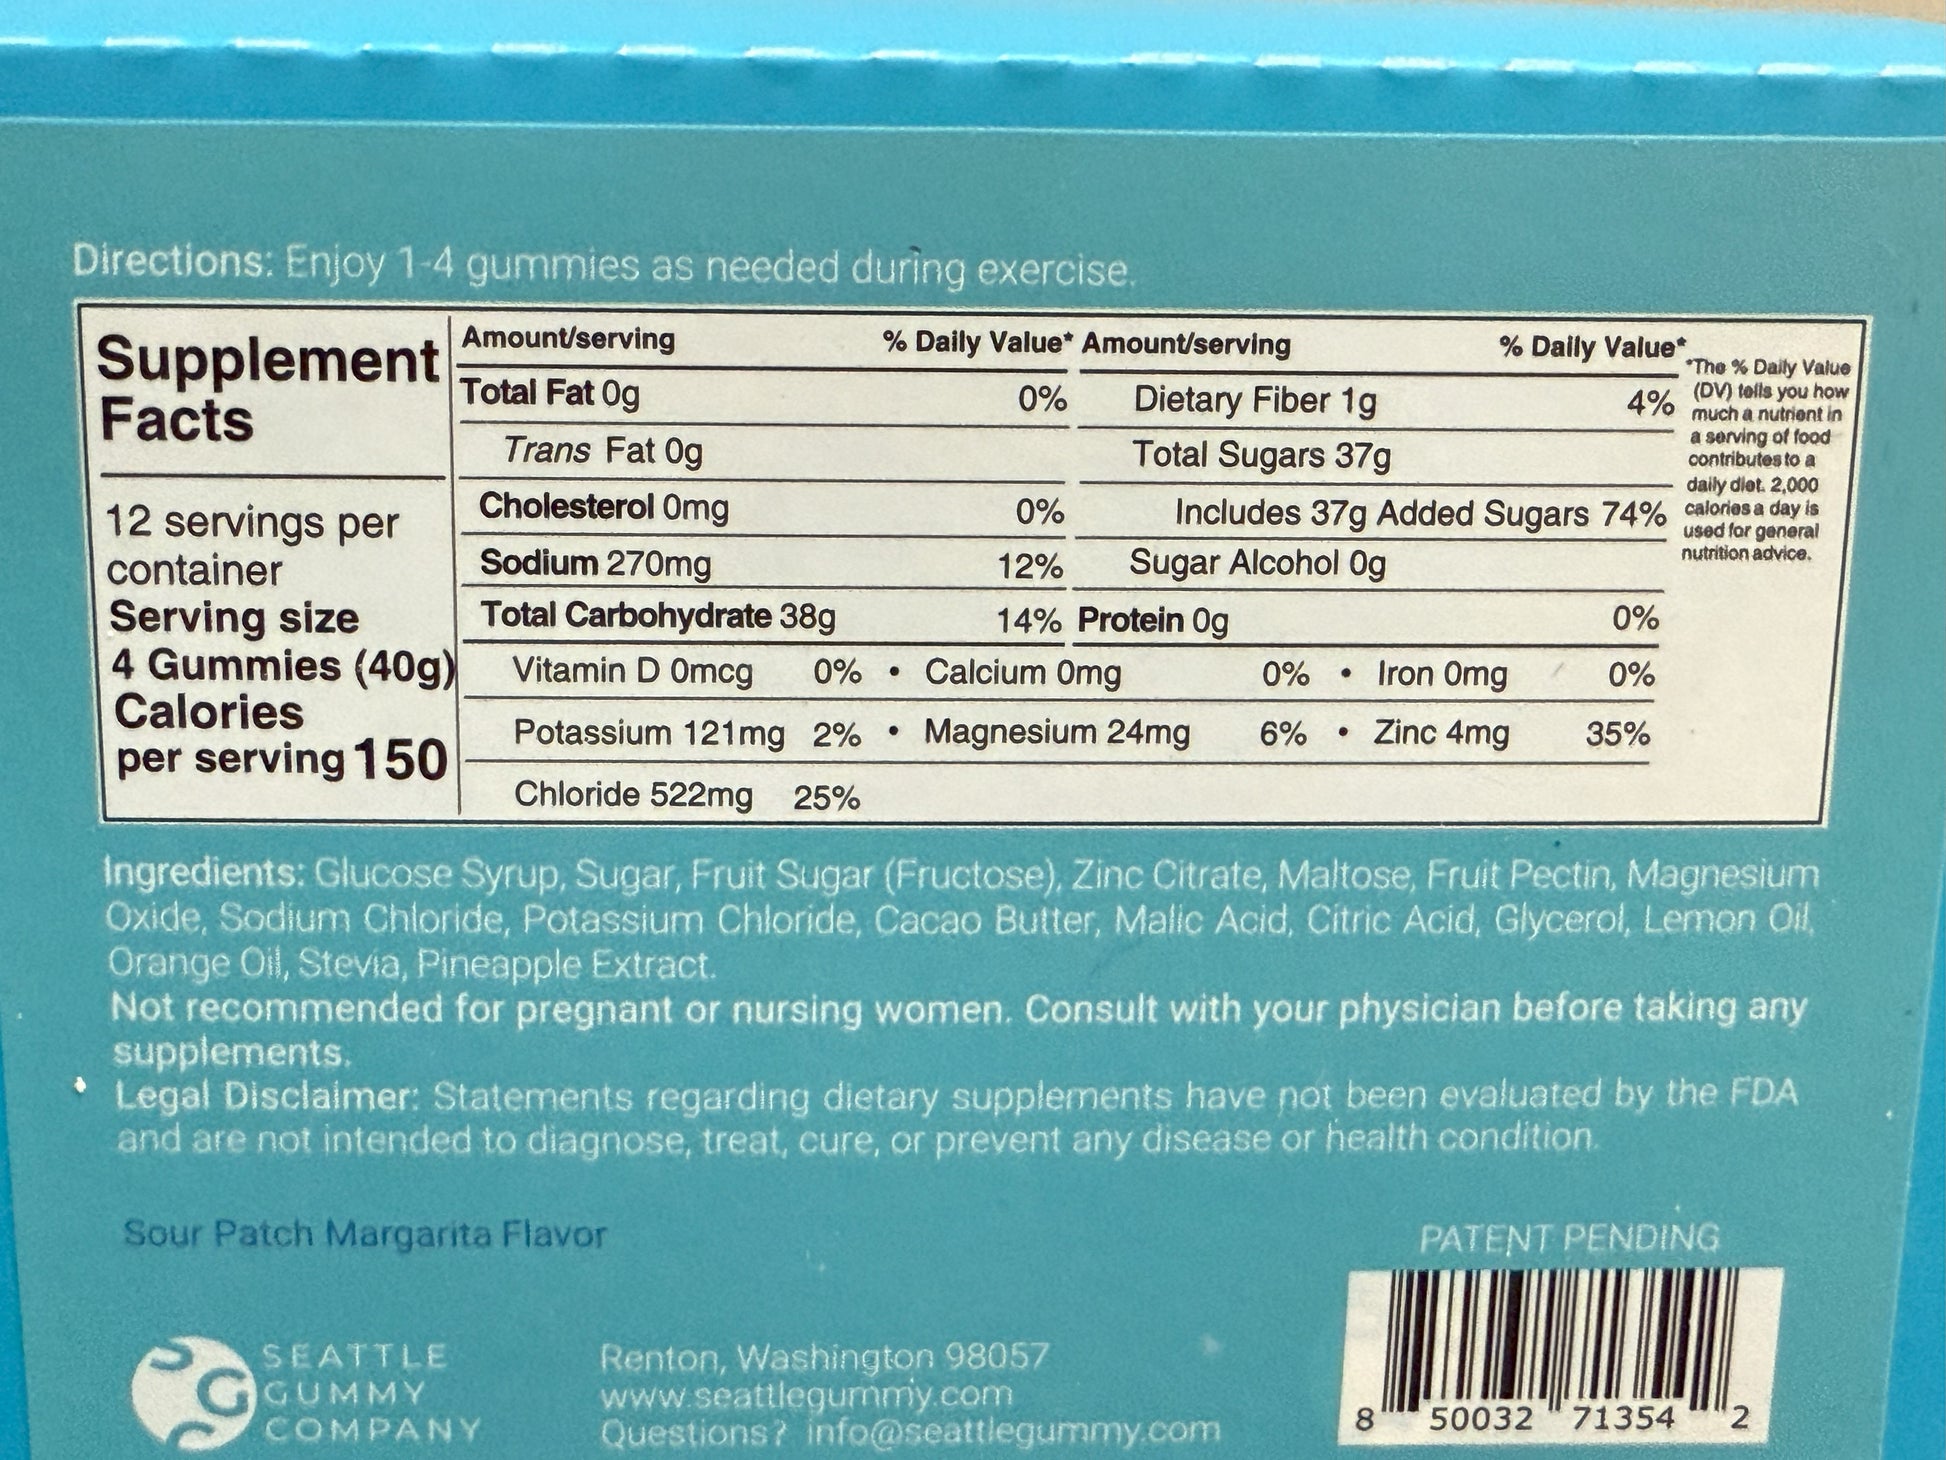 Directions: Enjoy 1-4 gummies as needed during exercise.
Supplement
Facts
12 servings per
container
Serving size
4 Gummies (40g)
Calories
per serving 150
Amount/serving % Daily Value* Amount/serving % Daily Value*
Total Fat 0g 0% Dietary Fiber 1g 4%
Trans Fat 0g Total Sugars 37g
Cholesterol 0mg 0% Includes 37g Added Sugars 74%
Sodium 270mg 12% Sugar Alcohol 0g
Total Carbohydrate 38g 14% Protein 0g 0%
Vitamin D 0mcg 0% • Calcium 0mg 0% • Iron 0mg 0%
Potassium 121mg 2% • Magnesium 24mg 6% • Zinc 4mg 35%
Chloride 522mg 25%
*The % Daily Value
(DV) tells you how
much a nutrient in
a serving of food
contributes to a
daily diet. 2,000
calories a day is
used for general
nutrition advice.
Ingredients: Glucose Syrup, Sugar, Fruit Sugar (Fructose), Zinc Citrate, Maltose, Fruit Pectin, Magnesium
Oxide, Sodium Chloride, Potassium Chloride, Cacao Butter, Malic Acid, Citric Acid, Glycerol, Lemon Oil,
Orange Oil, Stevia, Pineapple Extract.
Not recommended for pregnant or nursing women. Consult with your physician before taking any
supplements.
Legal Disclaimer: Statements regarding dietary supplements have not been evaluated by the FDA
and are not intended to diagnose, treat, cure, or prevent any disease or health condition.
Sour Patch Margarita Flavor
PATENT PENDING
SEATTLE
GUMMY
COMPANY
Renton, Washington 98057
www.seattlegummy.com
Questions? info@seattlegummy.com
8 50032 71354 2